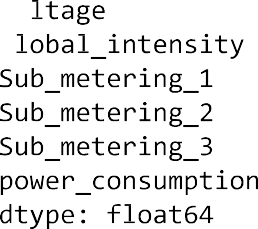 ltage
lobal_intensity
Sub_metering_1
Sub_metering_2
Sub_metering_3
power_consumption
dtype: float64